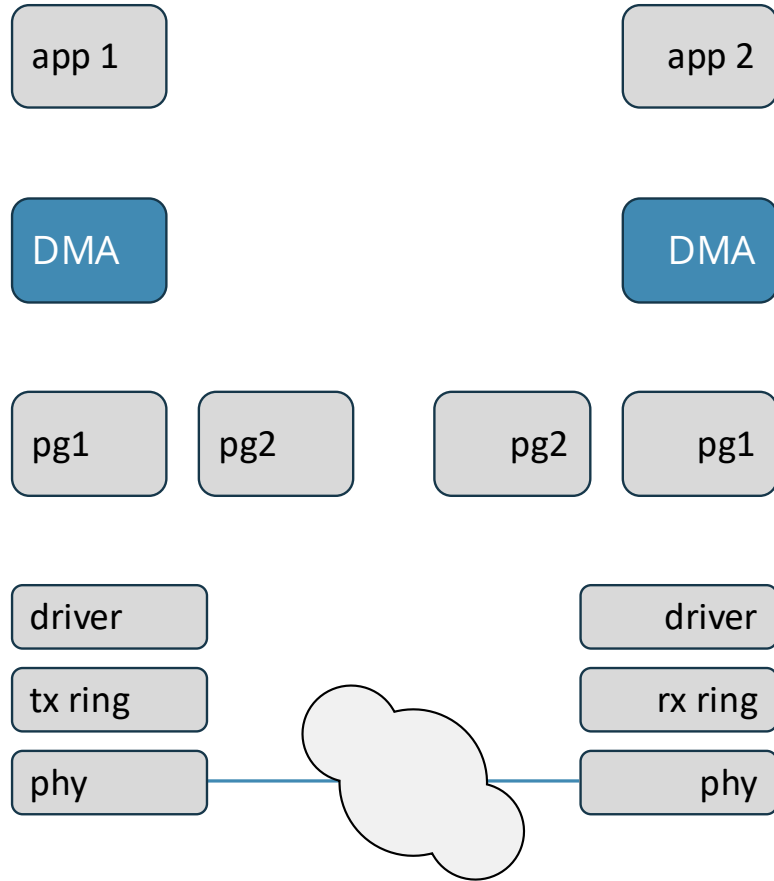 app 1
app 2
DMA
DMA
pg1
pg2
pg2
pg1
driver
driver
tx ring
rx ring
phy
phy